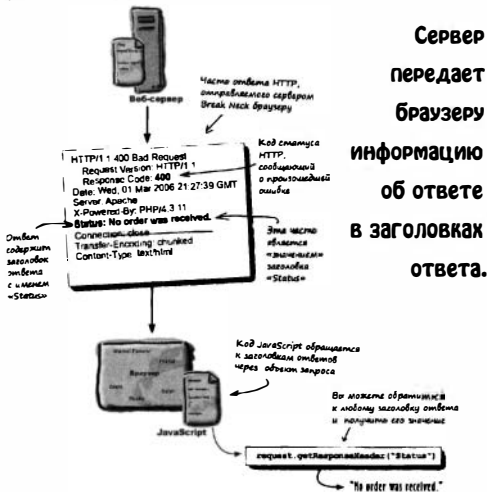 Сервер
передает
браузеру
информацию
об ответе
в заголовках
ответа.
Веб-сервер
Часть ответа HTTP,
отправляемого сервером
Break Neck браузеру
HTTP/1.1 400 Bad Request
Request Version: HTTP/1.1
Response Code: 400
Date: Wed, 01 Mar 2006 21:27:39 GMT
Server: Apache
X-Powered-By: PHP/4.3.11
Status: No order was received.
Connection: close
Transfer-Encoding: chunked
Content-Type: text/html
Код статуса
HTTP,
сообщающий
о произошедшей
ошибке
Ответ
содержит
заголовок
ответа
с именем
«Status»
Эта часть
является
«значением»
заголовка
«Status»
Браузер
JavaScript
Код JavaScript обращается
к заголовкам ответов
через объект запроса
Вы можете обратиться
к любому заголовку ответа
и получить его значение
request.getResponseHeader("Status")
"No order was received."